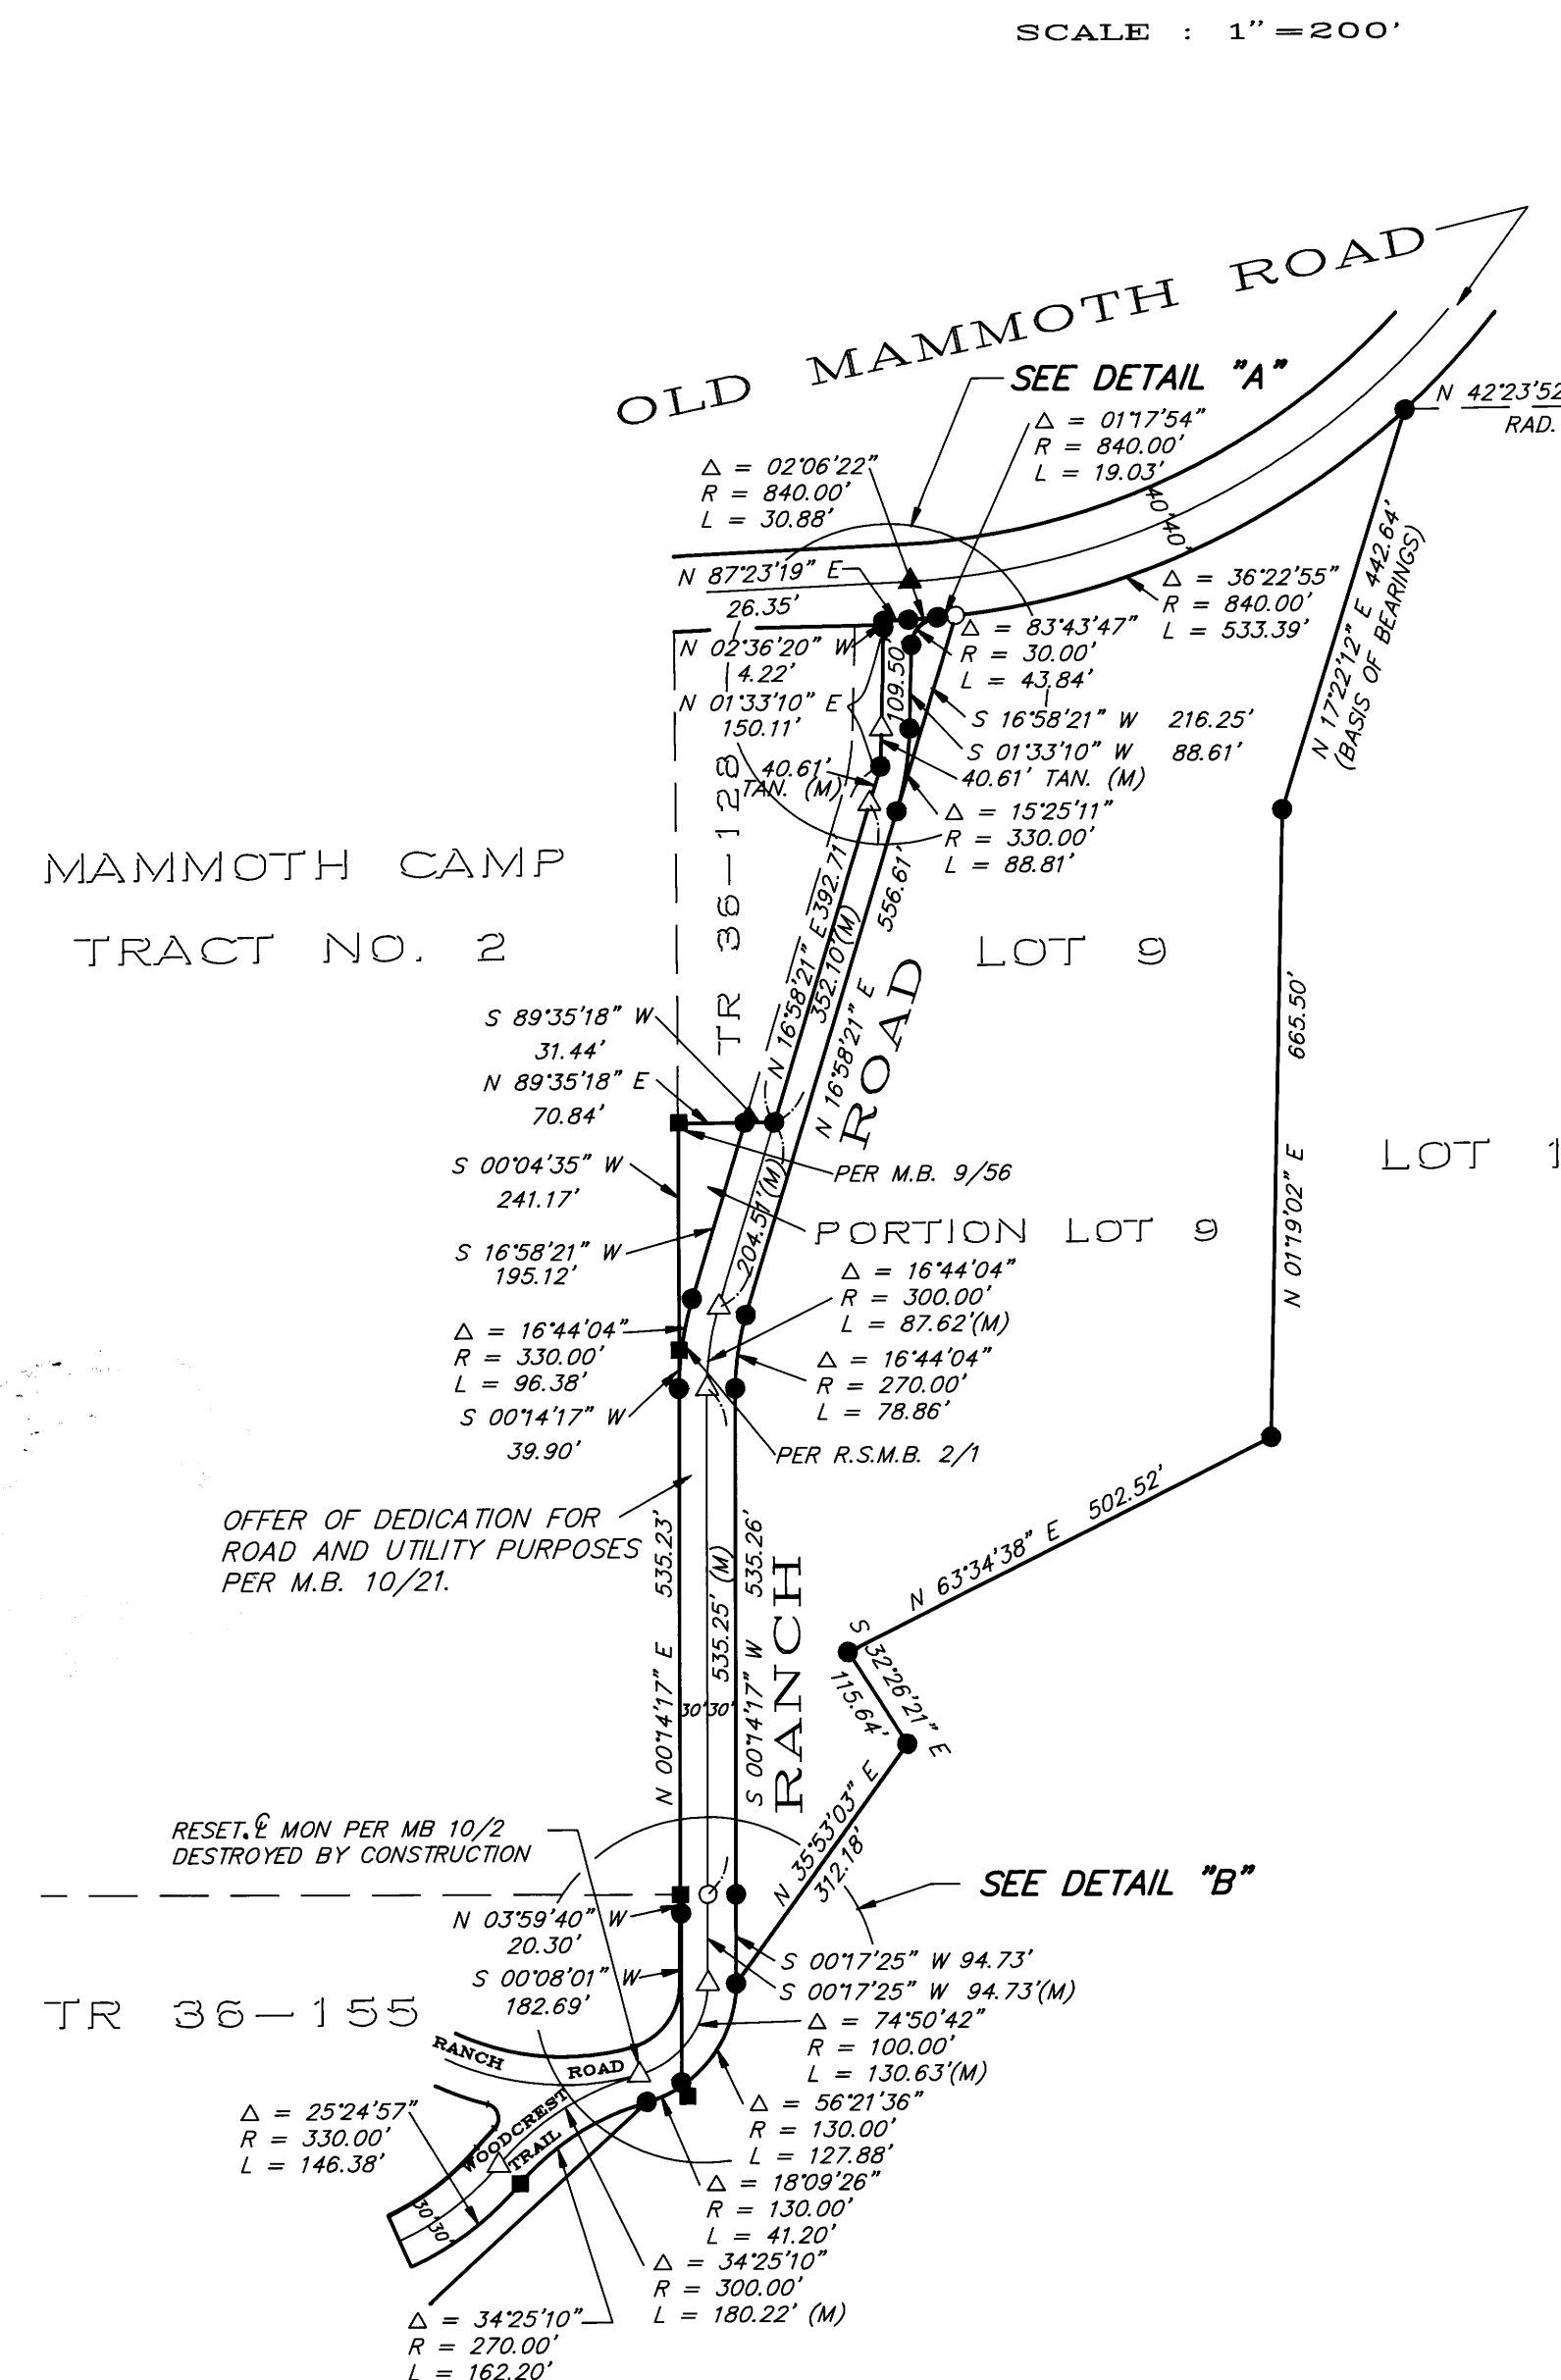 SCALE : 1"=200'
OLD MAMMOTH ROAD
SEE DETAIL "A"
Δ = 01°17'54"
R = 840.00'
L = 19.03'
N 42°23'52
RAD.
Δ = 02°06'22"
R = 840.00'
L = 30.88'
40' 40'
N 87°23'19" E
26.35'
Δ = 36°22'55"
R = 840.00'
L = 533.39'
N 17°22'12" E 442.64'
(BASIS OF BEARINGS)
N 02°36'20" W
4.22'
Δ = 83°43'47"
R = 30.00'
L = 43.84'
109.50'
N 01°33'10" E
150.11'
S 16°58'21" W 216.25'
S 01°33'10" W 88.61'
40.61' TAN. (M)
40.61'
TAN. (M)
Δ = 15°25'11"
R = 330.00'
L = 88.81'
TR 36-128
MAMMOTH CAMP
TRACT NO. 2
N 16°58'21" E 392.71'
352.10'(M)
556.61'
N 16°58'21" E
LOT 9
ROAD
665.50'
N 01°19'02" E
S 89°35'18" W
31.44'
N 89°35'18" E
70.84'
LOT 1
S 00°04'35" W
241.17'
PER M.B. 9/56
204.51'(M)
PORTION LOT 9
S 16°58'21" W
195.12'
Δ = 16°44'04"
R = 300.00'
L = 87.62'(M)
Δ = 16°44'04"
R = 330.00'
L = 96.38'
Δ = 16°44'04"
R = 270.00'
L = 78.86'
S 00°14'17" W
39.90'
PER R.S.M.B. 2/1
OFFER OF DEDICATION FOR
ROAD AND UTILITY PURPOSES
PER M.B. 10/21.
N 00°14'17" E 535.23'
535.25' (M)
S 00°14'17" W 535.26'
30' 30'
RANCH
N 63°34'38" E 502.52'
S 32°26'21" E
115.64'
N 35°53'03" E
312.18'
RESET ℄ MON PER MB 10/2
DESTROYED BY CONSTRUCTION
SEE DETAIL "B"
N 03°59'40" W
20.30'
S 00°17'25" W 94.73'
S 00°17'25" W 94.73'(M)
S 00°08'01" W
182.69'
TR 36-155
Δ = 74°50'42"
R = 100.00'
L = 130.63'(M)
RANCH ROAD
WOODCREST
TRAIL
Δ = 56°21'36"
R = 130.00'
L = 127.88'
Δ = 25°24'57"
R = 330.00'
L = 146.38'
Δ = 18°09'26"
R = 130.00'
L = 41.20'
30' 30'
Δ = 34°25'10"
R = 300.00'
L = 180.22' (M)
Δ = 34°25'10"
R = 270.00'
L = 162.20'